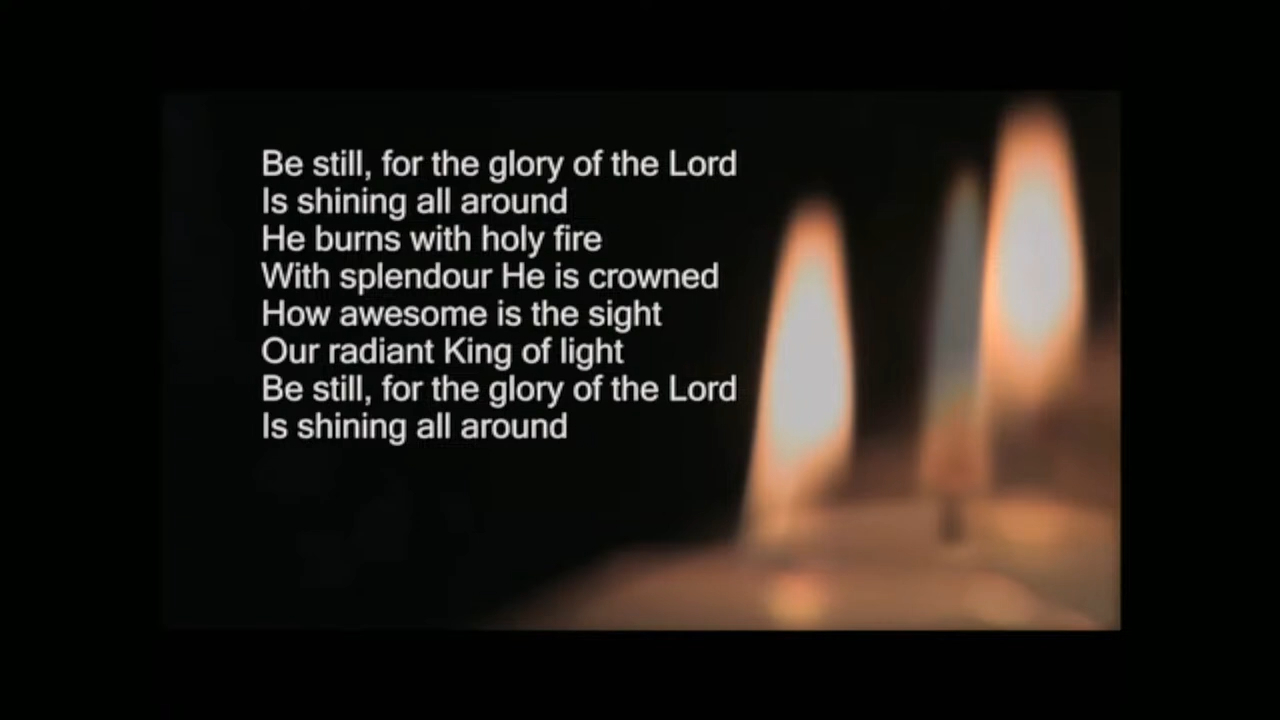 Be still, for the glory of the Lord
Is shining all around
He burns with holy fire
With splendour He is crowned
How awesome is the sight
Our radiant King of light
Be still, for the glory of the Lord
Is shining all around